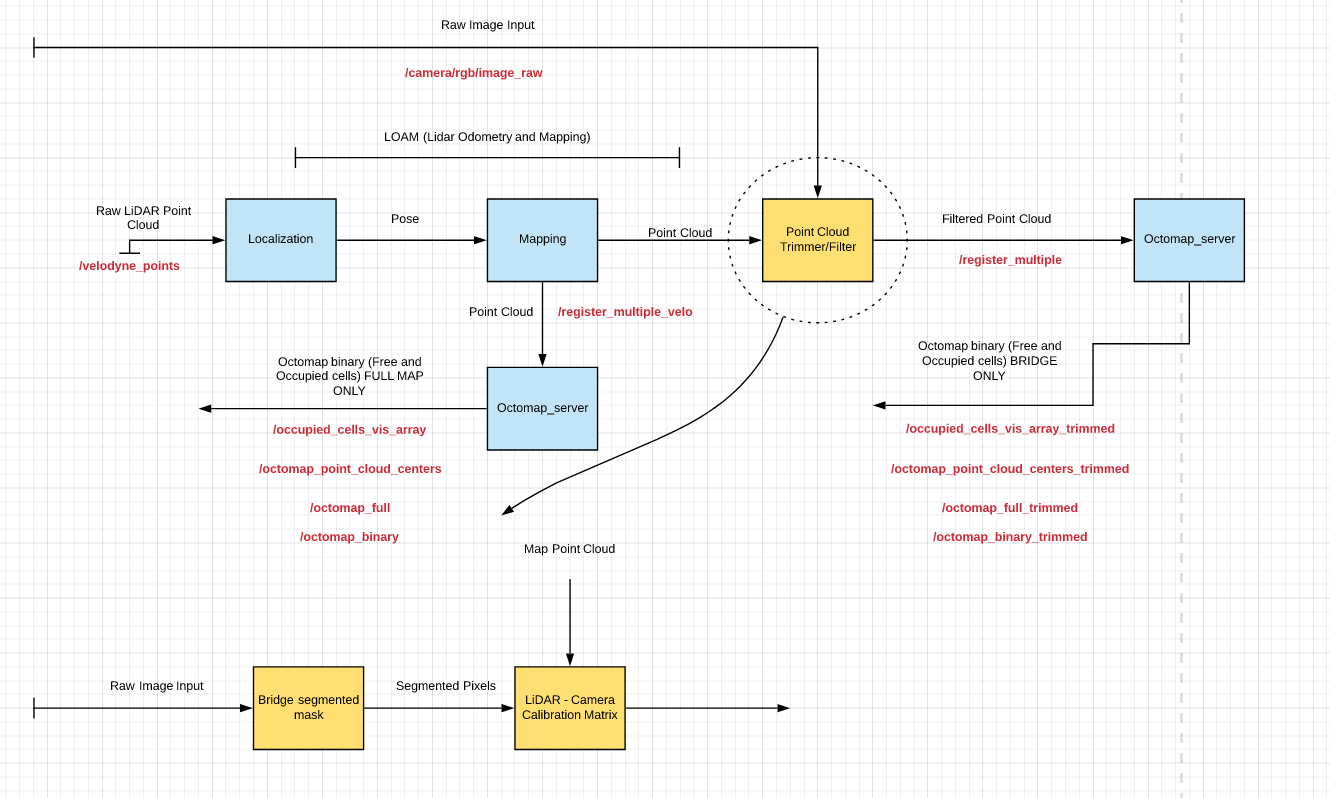 Raw Image Input
/camera/rgb/image_raw
LOAM (Lidar Odometry and Mapping)
Raw LiDAR Point
Cloud
/velodyne_points
Localization
Pose
Mapping
Point Cloud
Point Cloud
Trimmer/Filter
Filtered Point Cloud
/register_multiple
Octomap_server
Point Cloud
/register_multiple_velo
Octomap binary (Free and
Occupied cells) FULL MAP
ONLY
Octomap_server
/occupied_cells_vis_array
/octomap_point_cloud_centers
/octomap_full
/octomap_binary
Octomap binary (Free and
Occupied cells) BRIDGE
ONLY
/occupied_cells_vis_array_trimmed
/octomap_point_cloud_centers_trimmed
/octomap_full_trimmed
/octomap_binary_trimmed
Map Point Cloud
Raw Image Input
Bridge segmented
mask
Segmented Pixels
LiDAR - Camera
Calibration Matrix